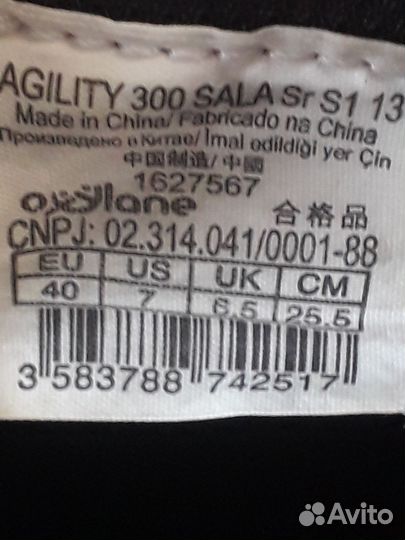 AGILITY 300 SALA Sr S1 13
Made in China/ Fabricado na China
Произведено в Китае/ İmal edildiği yer Çin
中国制造/ 中國
1627567
oxylane 合格品
CNPJ: 02.314.041/0001-88
EU US UK CM
40 7 6.5 25.5
3 583788 742517
Avito